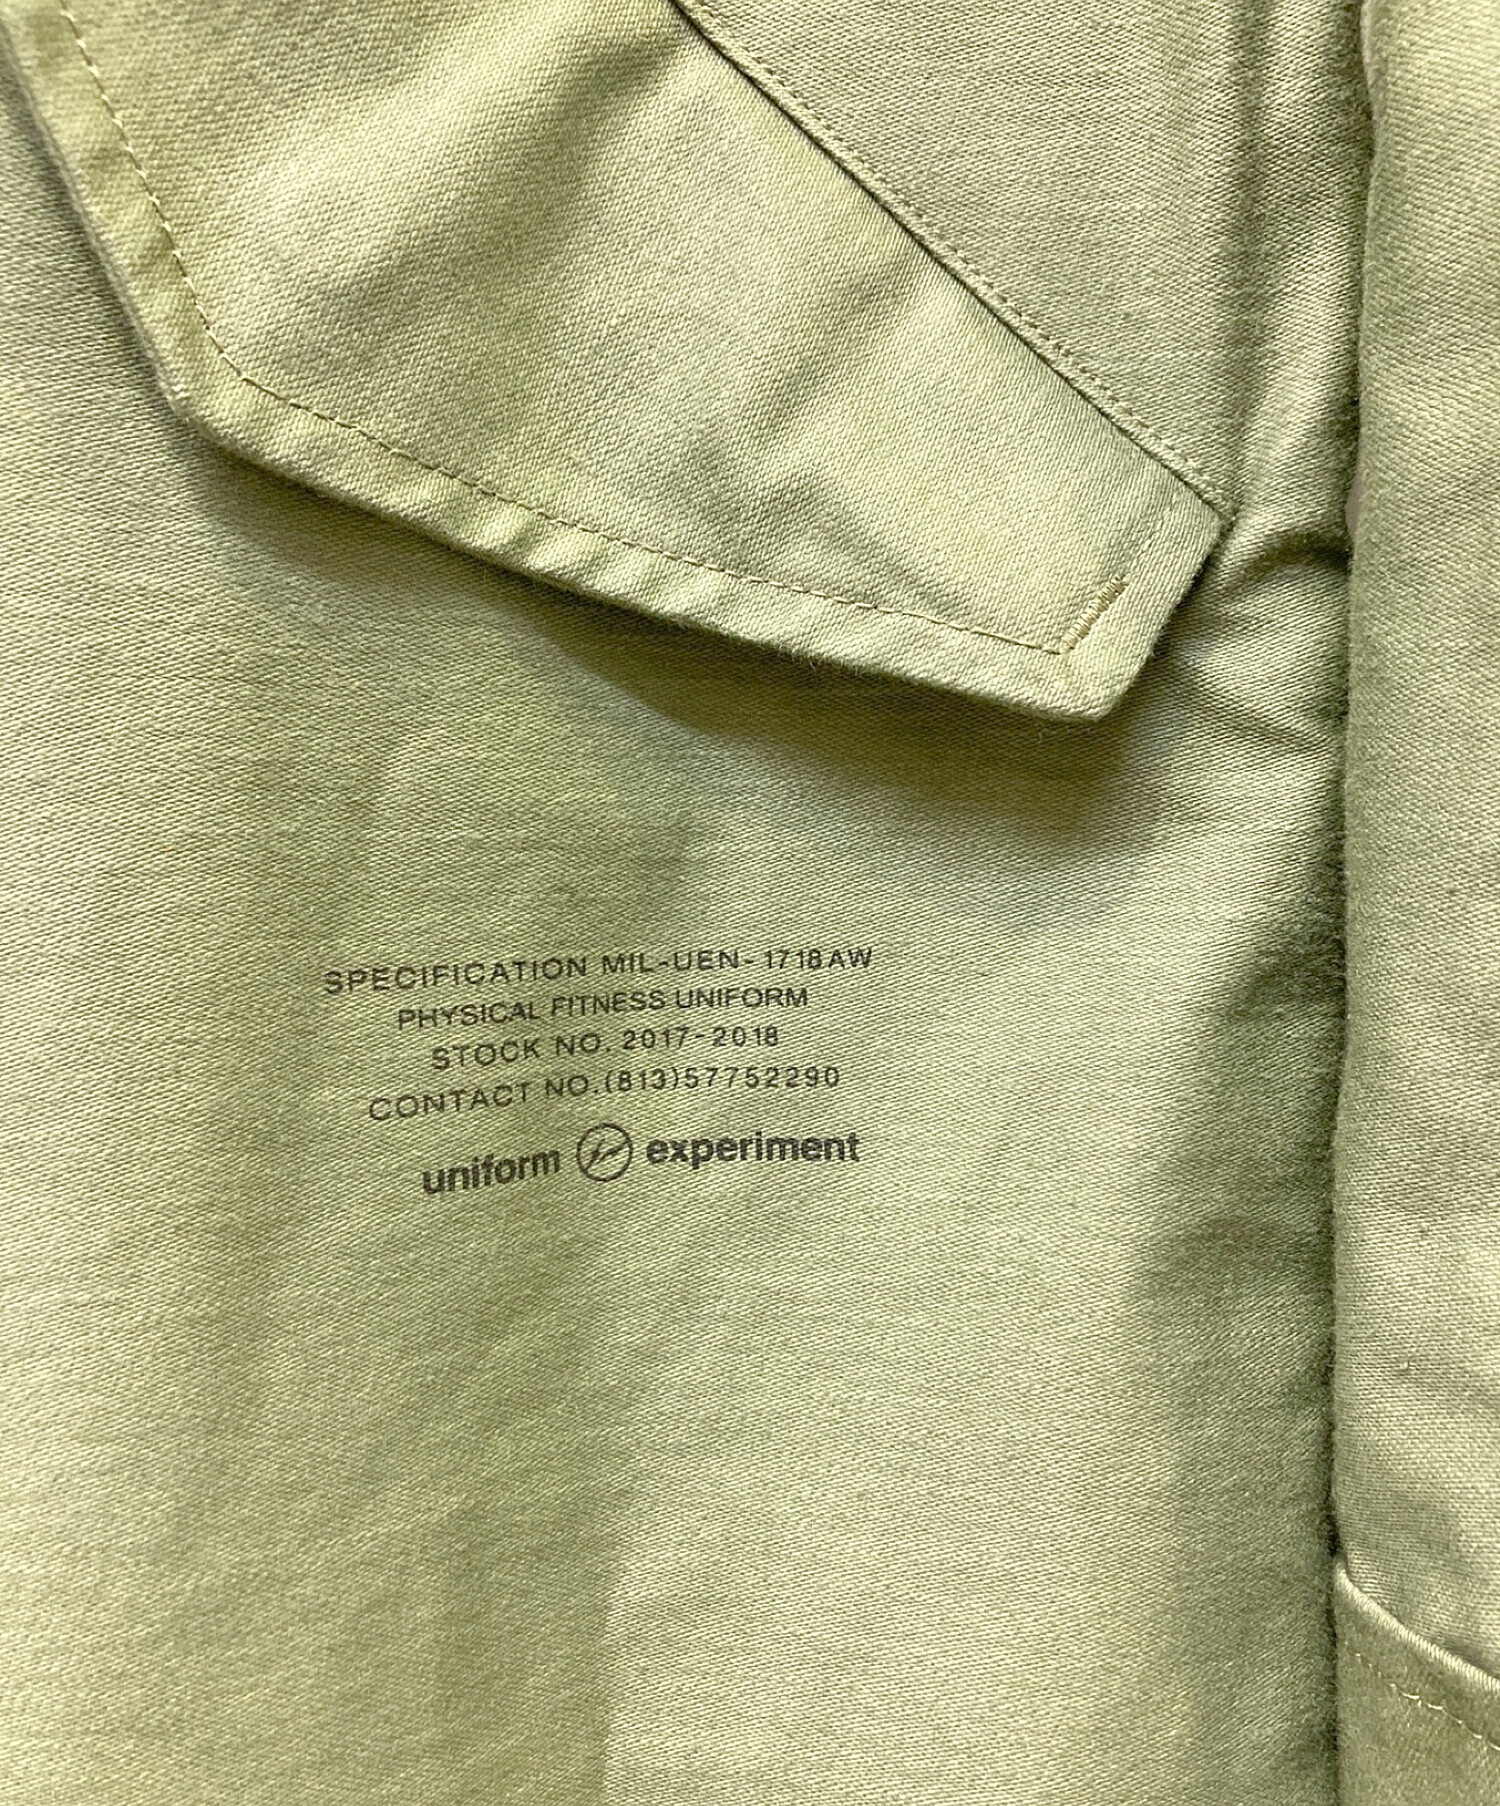 SPECIFICATION MIL-UEN-1718AW
PHYSICAL FITNESS UNIFORM
STOCK NO. 2017-2018
CONTACT NO.(813)57752290
uniform experiment